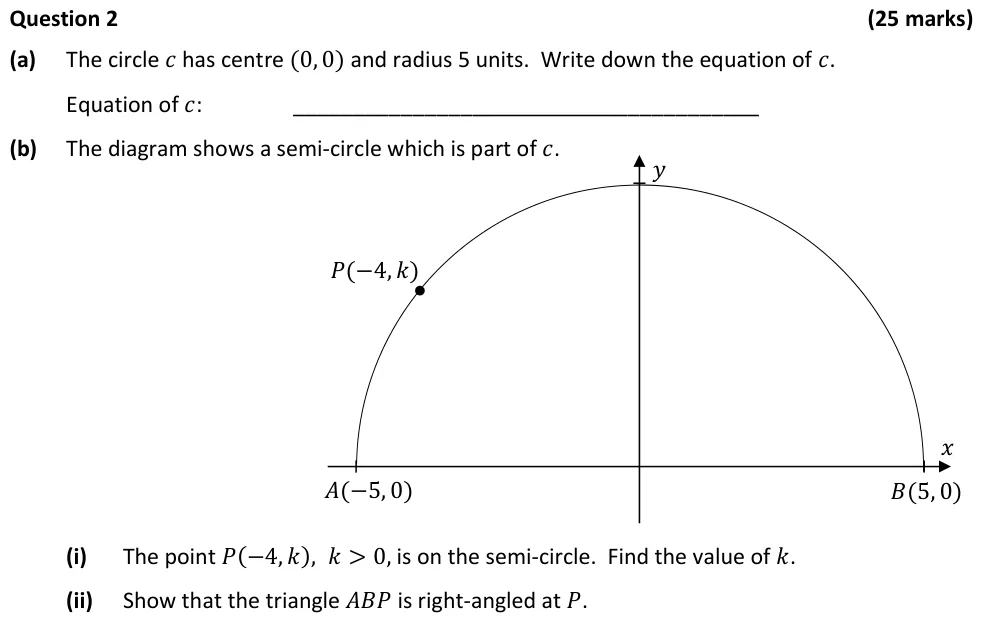 Question 2 (25 marks)
(a) The circle c has centre (0, 0) and radius 5 units. Write down the equation of c.
Equation of c:
(b) The diagram shows a semi-circle which is part of c.
y
P(−4, k)
x
A(−5, 0)
B(5, 0)
(i) The point P(−4, k), k > 0, is on the semi-circle. Find the value of k.
(ii) Show that the triangle ABP is right-angled at P.